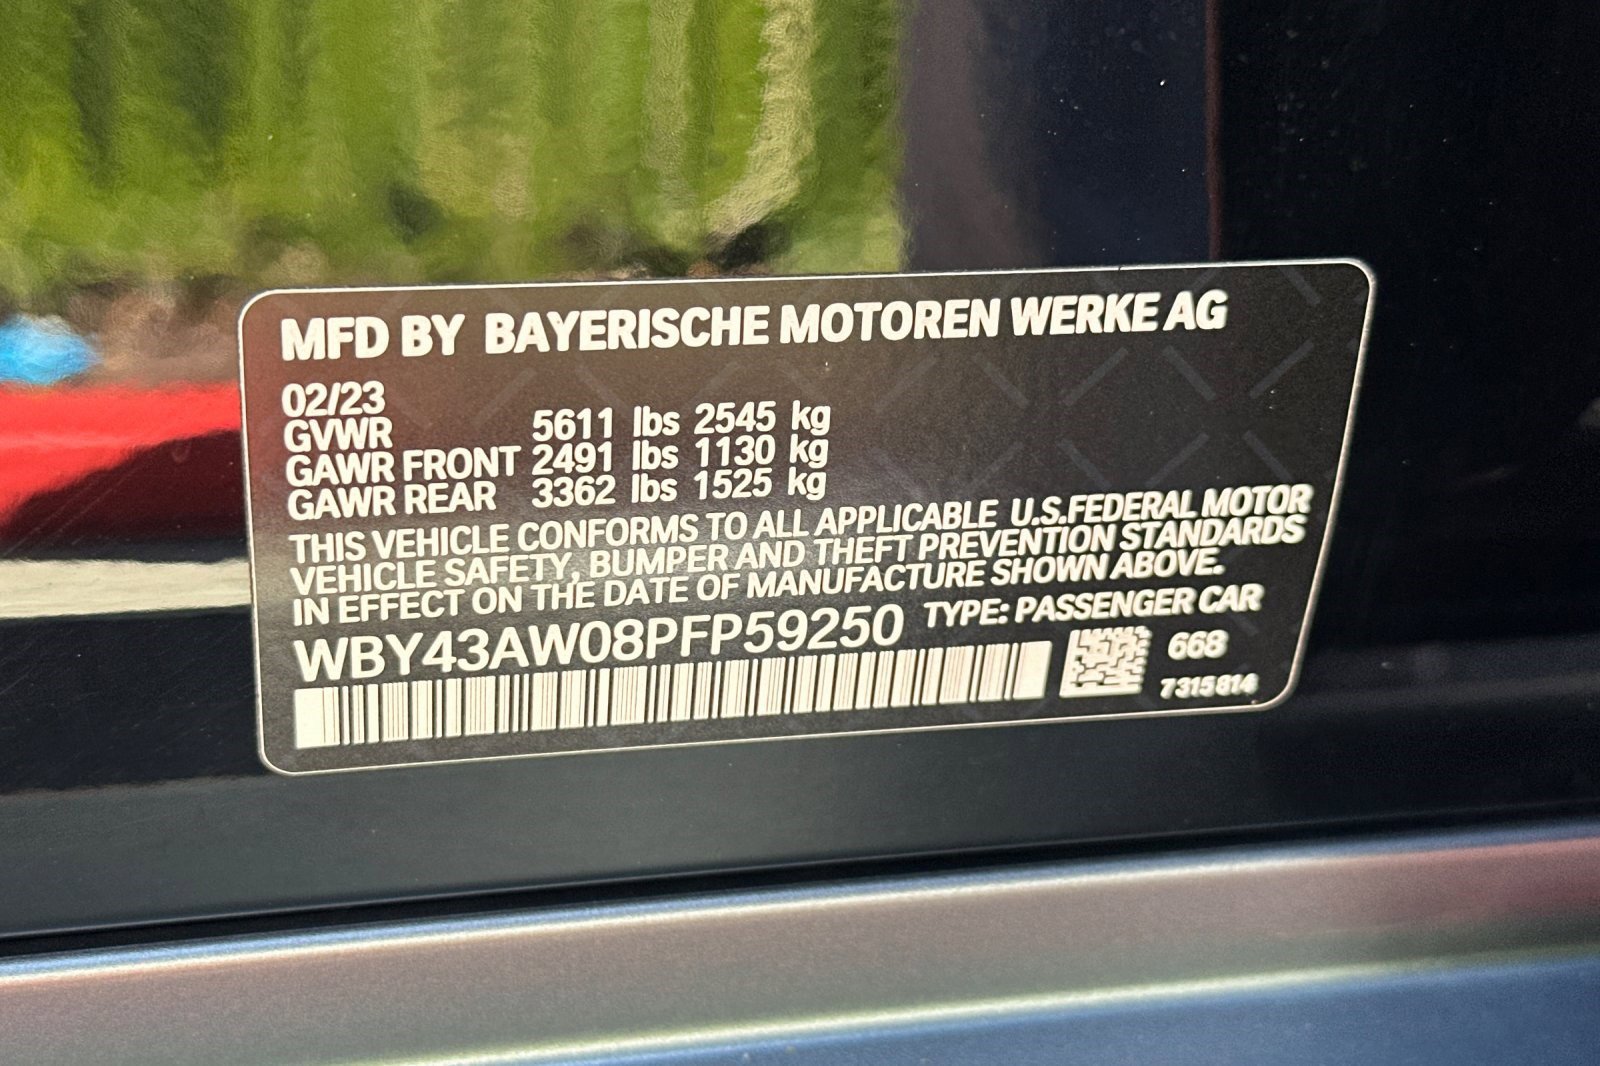 MFD BY BAYERISCHE MOTOREN WERKE AG
02/23
GVWR 5611 lbs 2545 kg
GAWR FRONT 2491 lbs 1130 kg
GAWR REAR 3362 lbs 1525 kg
THIS VEHICLE CONFORMS TO ALL APPLICABLE U.S.FEDERAL MOTOR
VEHICLE SAFETY, BUMPER AND THEFT PREVENTION STANDARDS
IN EFFECT ON THE DATE OF MANUFACTURE SHOWN ABOVE.
WBY43AW08PFP59250 TYPE: PASSENGER CAR
668
7315814